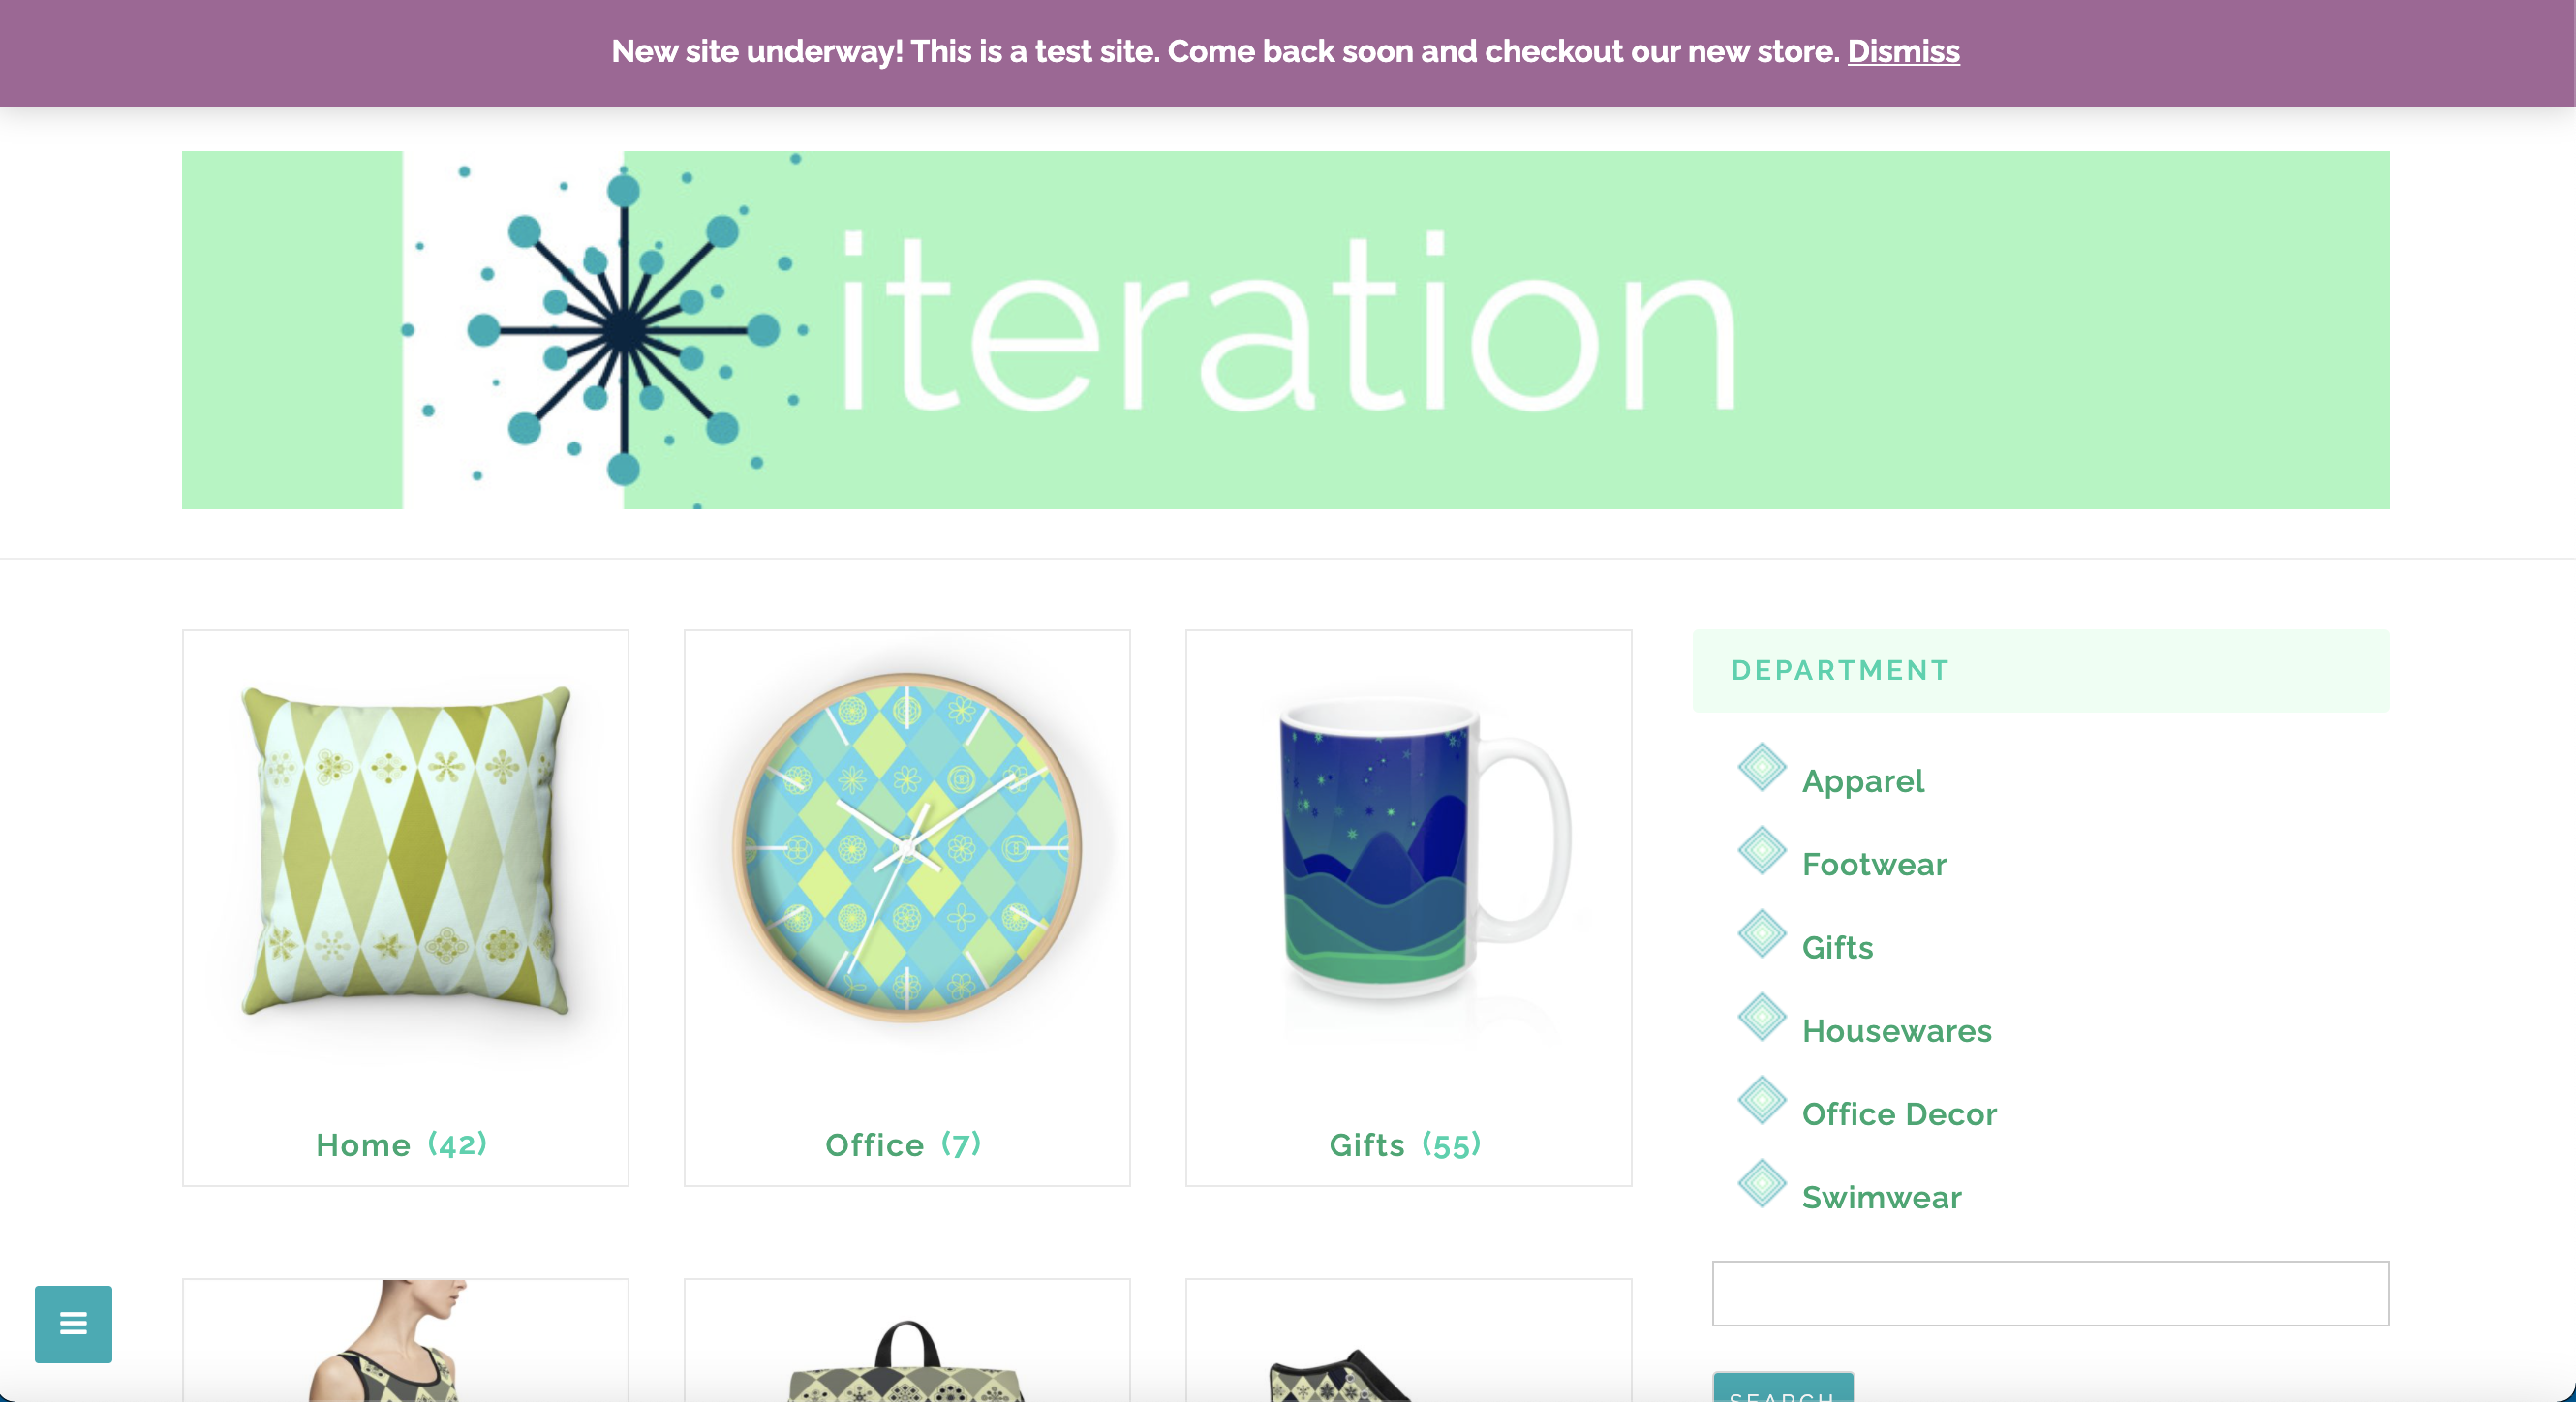 New site underway! This is a test site. Come back soon and checkout our new store. Dismiss
iteration
Home (42)
Office (7)
Gifts (55)
DEPARTMENT
Apparel
Footwear
Gifts
Housewares
Office Decor
Swimwear
SEARCH